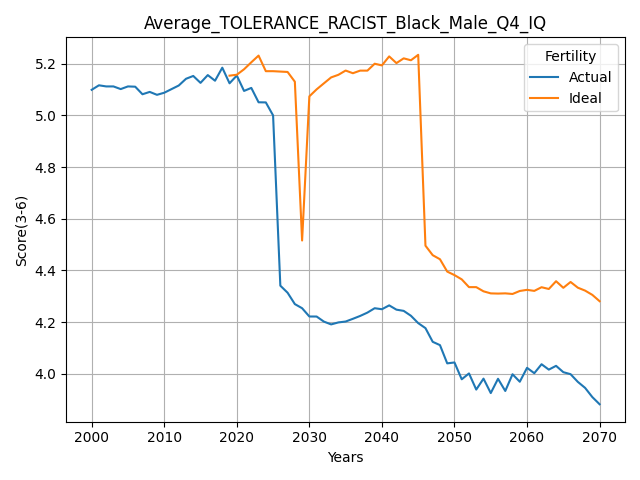 Average_TOLERANCE_RACIST_Black_Male_Q4_IQ
Fertility
Actual
Ideal
Score(3-6)
5.2
5.0
4.8
4.6
4.4
4.2
4.0
2000 2010 2020 2030 2040 2050 2060 2070
Years